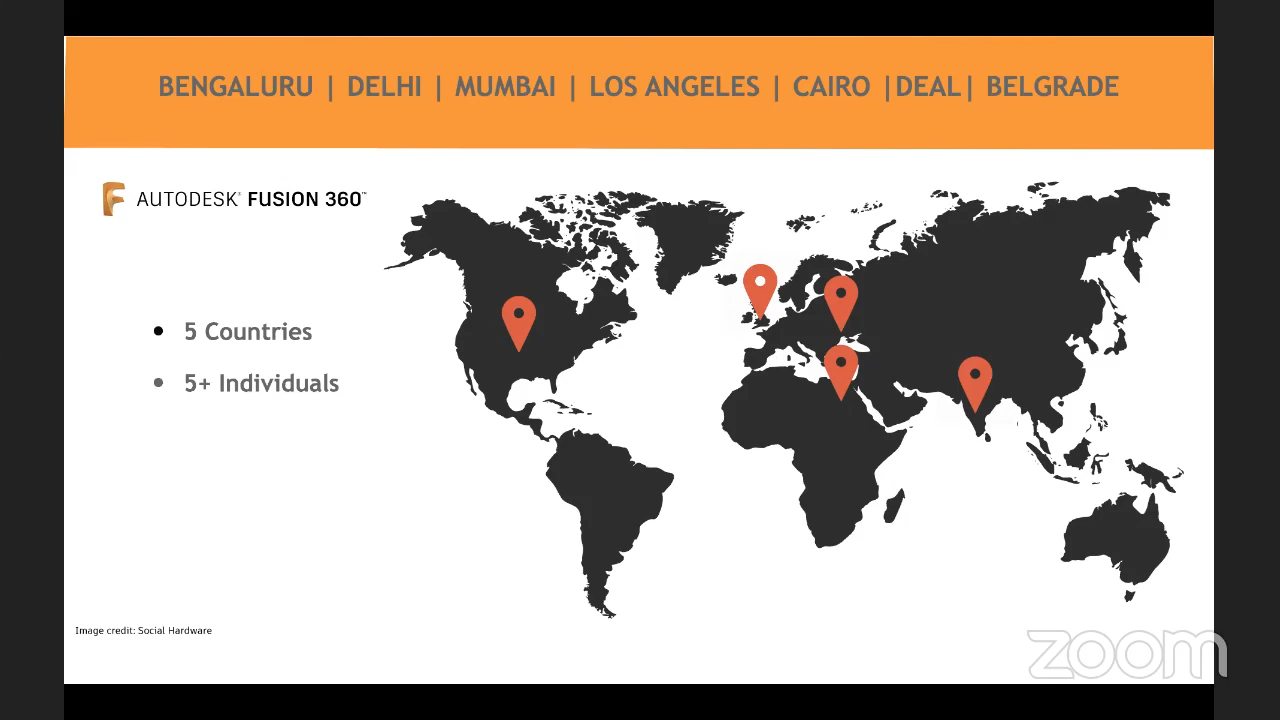 BENGALURU | DELHI | MUMBAI | LOS ANGELES | CAIRO |DEAL| BELGRADE
AUTODESK® FUSION 360™
• 5 Countries
• 5+ Individuals
Image credit: Social Hardware
zoom